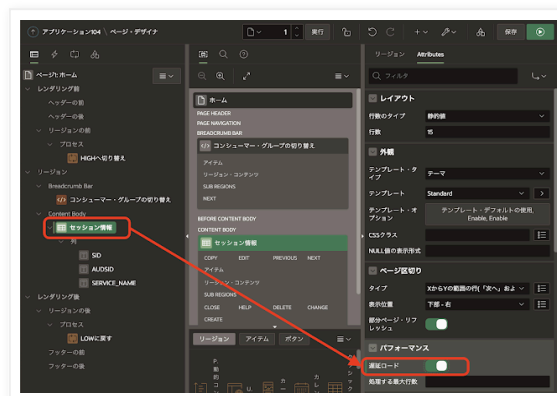 アプリケーション104 \ ページ・デザイナ
1
実行
保存
ページ1: ホーム
レンダリング前
ヘッダーの前
ヘッダーの後
リージョンの前
プロセス
HIGHへ切り替え
リージョン
Breadcrumb Bar
コンシューマー・グループの切り替え
Content Body
セッション情報
列
SID
AUDSID
SERVICE_NAME
レンダリング後
リージョンの後
プロセス
LOWに戻す
フッターの前
フッターの後
ホーム
PAGE HEADER
PAGE NAVIGATION
BREADCRUMB BAR
コンシューマー・グループの切り替え
アイテム
リージョン・コンテンツ
SUB REGIONS
NEXT
BEFORE CONTENT BODY
CONTENT BODY
セッション情報
COPY EDIT PREVIOUS NEXT
アイテム
リージョン・コンテンツ
SUB REGIONS
CLOSE HELP DELETE CHANGE
CREATE
リージョン アイテム ボタン
リージョン Attributes
フィルタ
レイアウト
行数のタイプ 静的値
行数 15
外観
テンプレート・タイプ テーマ
テンプレート Standard
テンプレート・オプション テンプレート・デフォルトの使用, Enable, Enable
CSSクラス
NULL値の表示形式
ページ区切り
タイプ XからYの範囲の行(「次へ」およ
表示位置 下部 - 右
部分ページ・リフレッシュ
パフォーマンス
遅延ロード
処理する最大行数